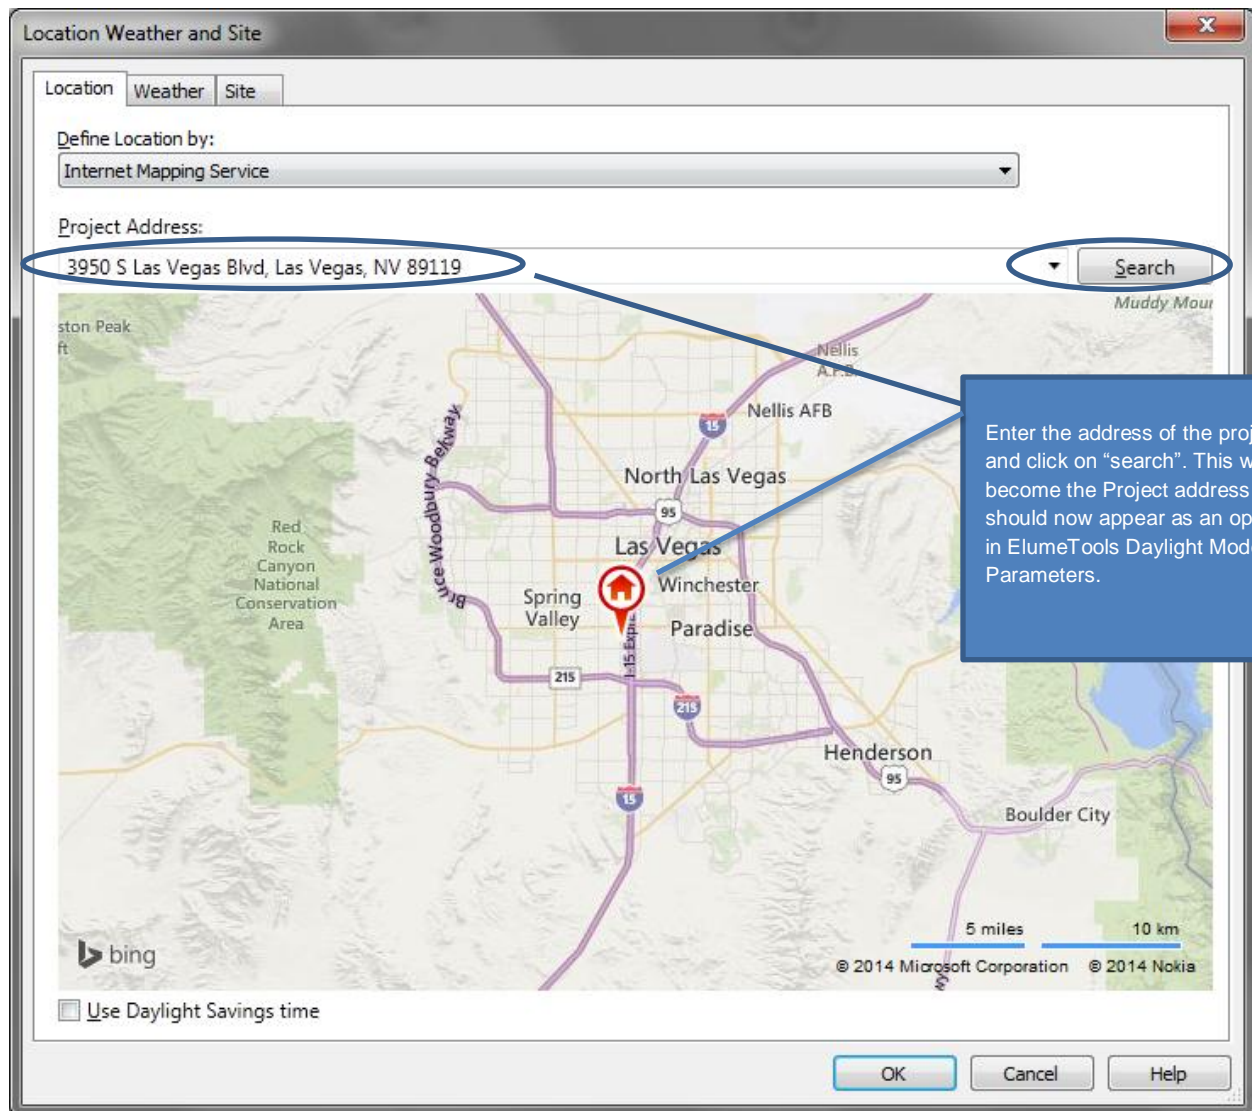 Location Weather and Site
Location
Weather
Site
Define Location by:
Internet Mapping Service
Project Address:
3950 S Las Vegas Blvd, Las Vegas, NV 89119
Search
ston Peak
ft
Muddy Mour
Nellis
A.F.B.
Nellis AFB
15
North Las Vegas
95
Bruce Woodbury Beltway
Red
Rock
Canyon
National
Conservation
Area
Las Vegas
Winchester
Spring
Valley
Paradise
I-15 Expre
215
215
Henderson
95
15
Boulder City
Enter the address of the proj
and click on “search”. This w
become the Project address
should now appear as an op
in ElumeTools Daylight Mod
Parameters.
bing
5 miles
10 km
© 2014 Microsoft Corporation
© 2014 Nokia
Use Daylight Savings time
OK
Cancel
Help